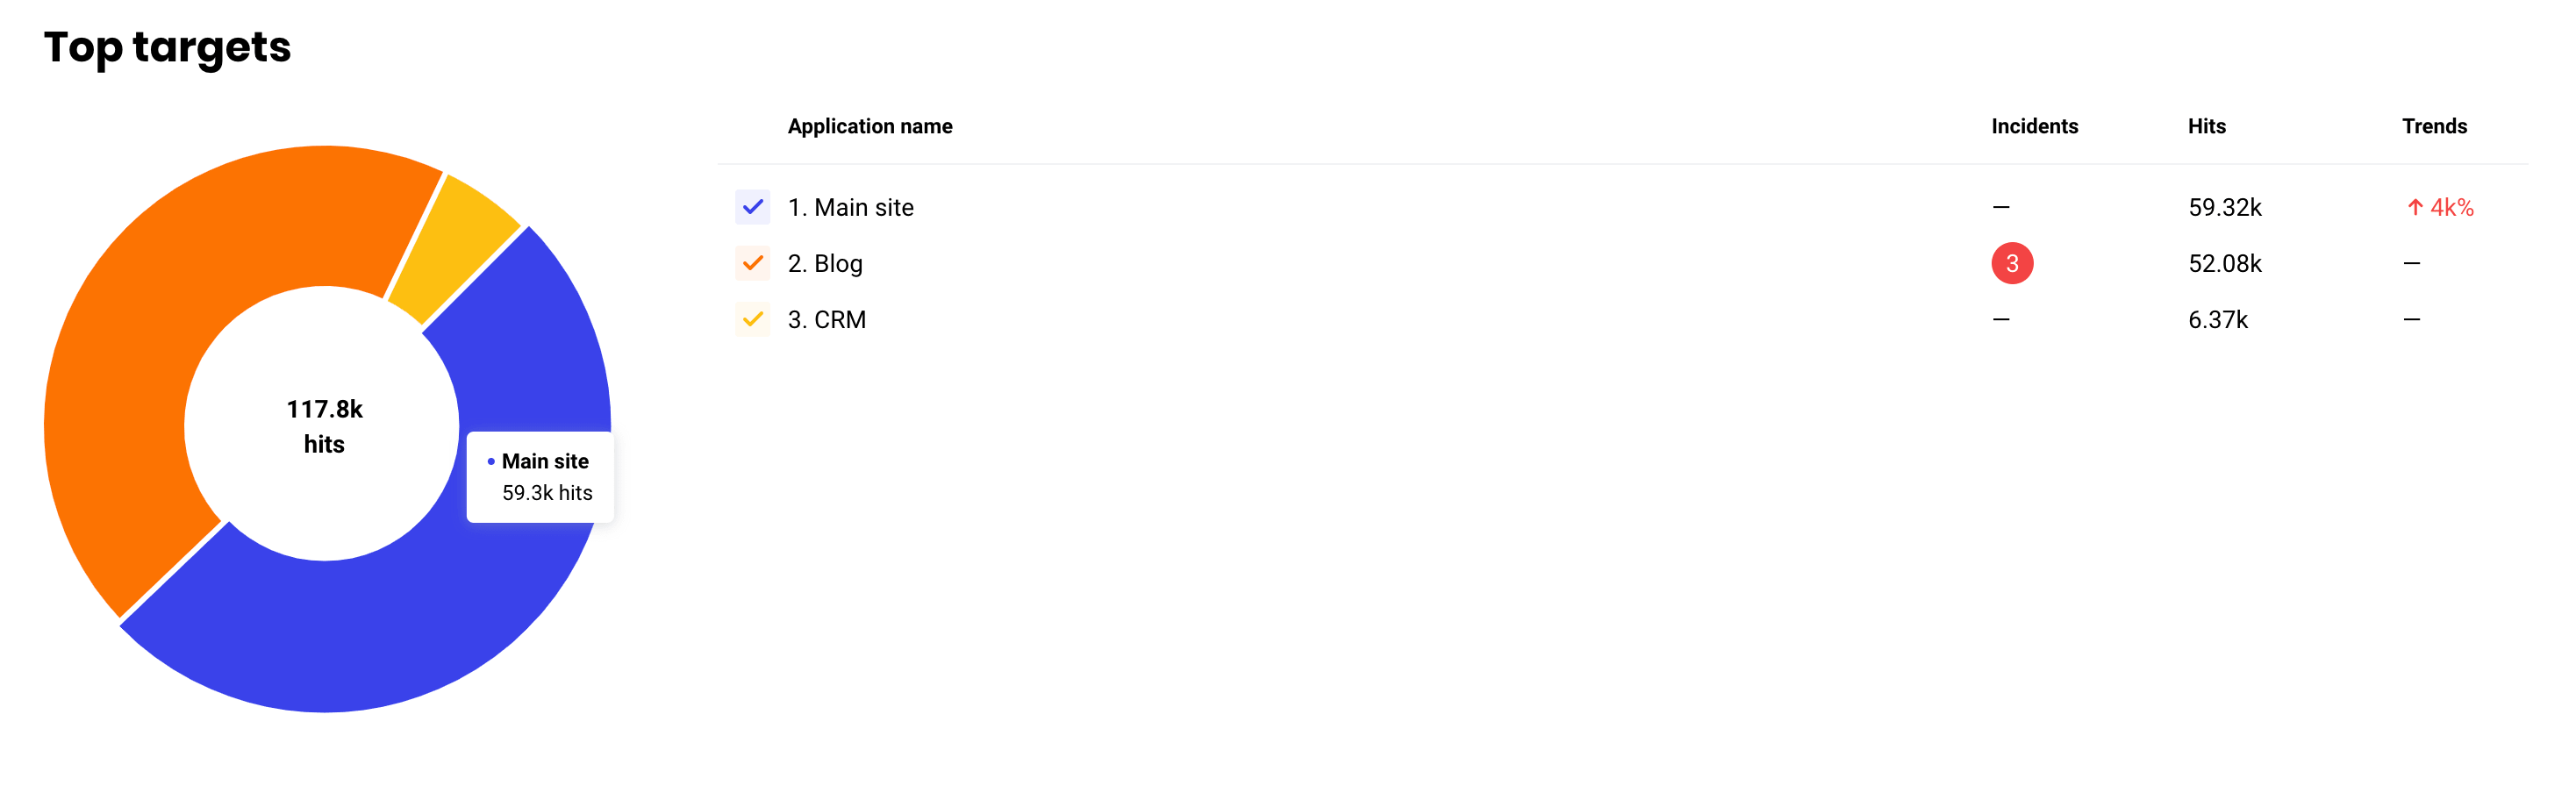 Top targets
Application name Incidents Hits Trends
1. Main site — 59.32k ↑ 4k%
2. Blog 3 52.08k —
3. CRM — 6.37k —
117.8k
hits
Main site
59.3k hits